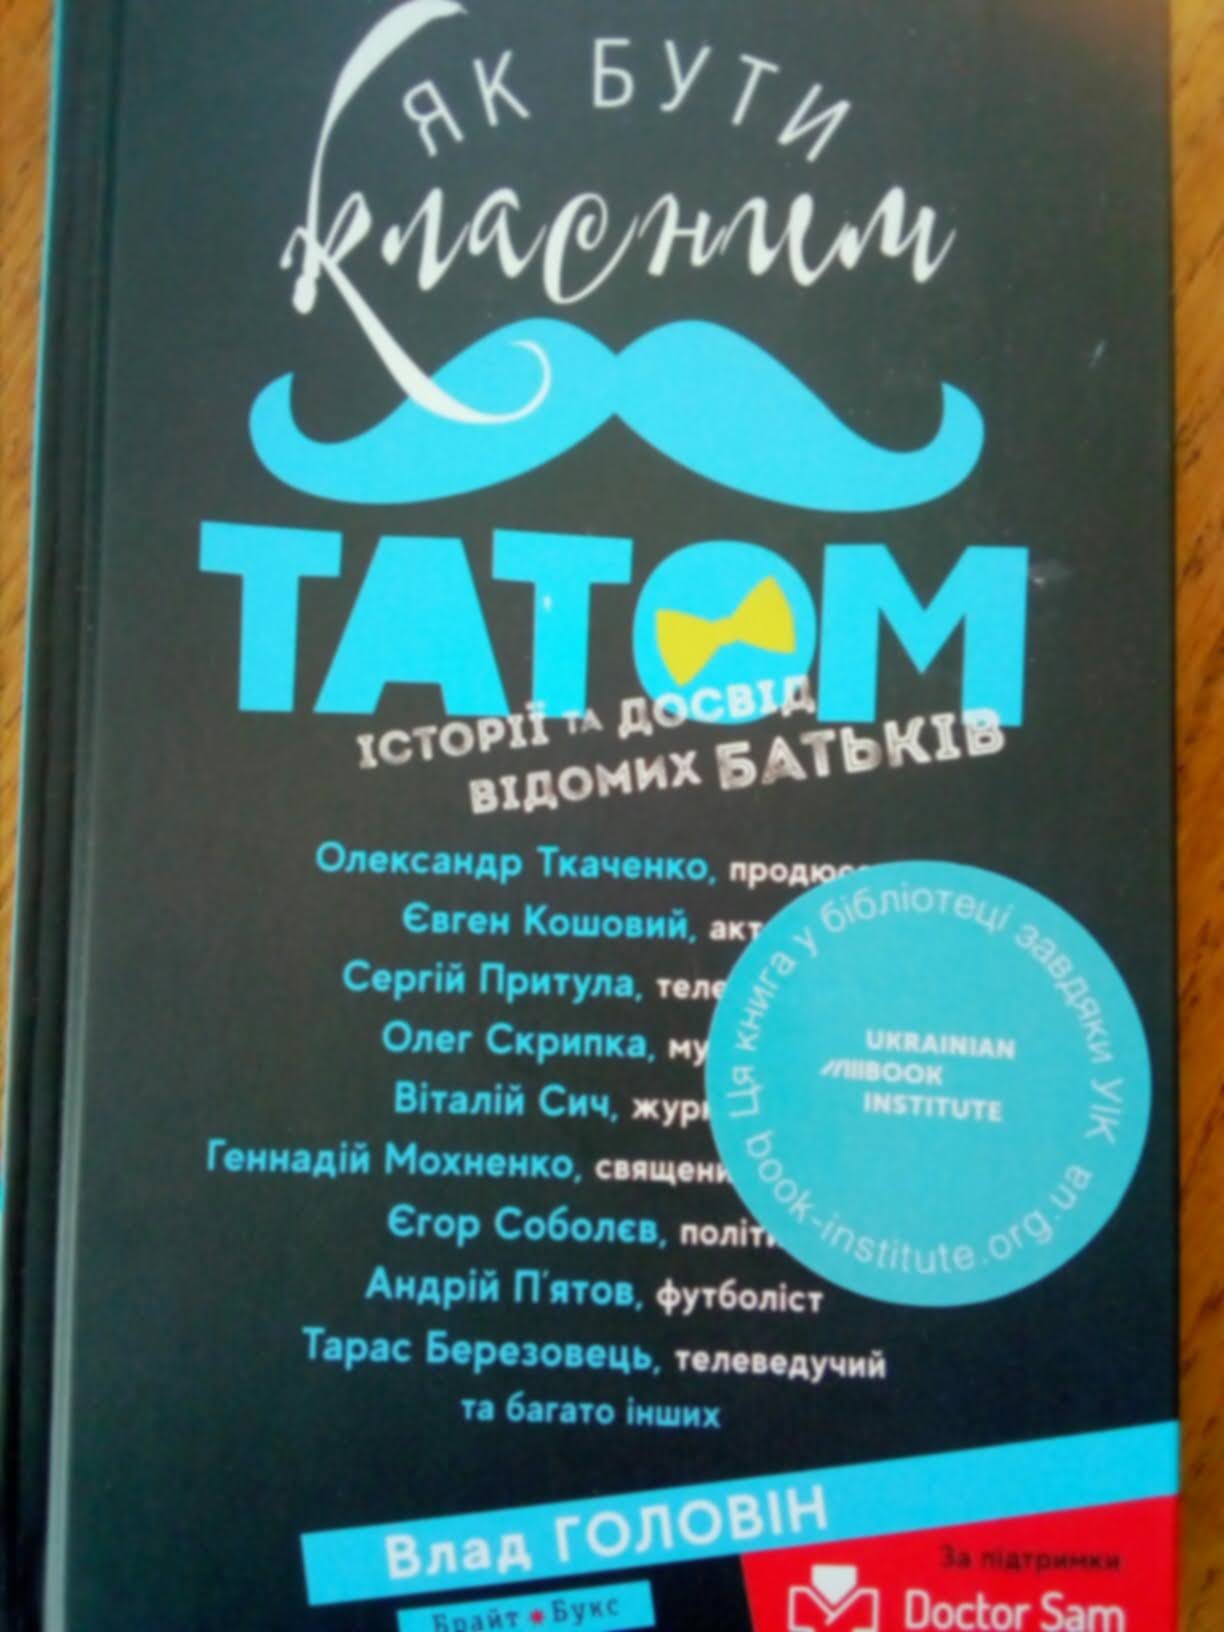 ЯК БУТИ
класним
ТАТОМ
ІСТОРІЇ ТА ДОСВІД
ВІДОМИХ БАТЬКІВ
Олександр Ткаченко,
Євген Кошовий,
Сергій Притула,
Олег Скрипка,
Віталій Сич,
Геннадій Мохненко,
Єгор Соболєв,
Андрій П'ятов, футболіст
Тарас Березовець, телеведучий
та багато інших
Ця книга у бібліотеці завдяки УІК
UKRAINIAN
BOOK
INSTITUTE
book-institute.org.ua
Влад ГОЛОВІН
Брайт Букс
За підтримки
Doctor Sam